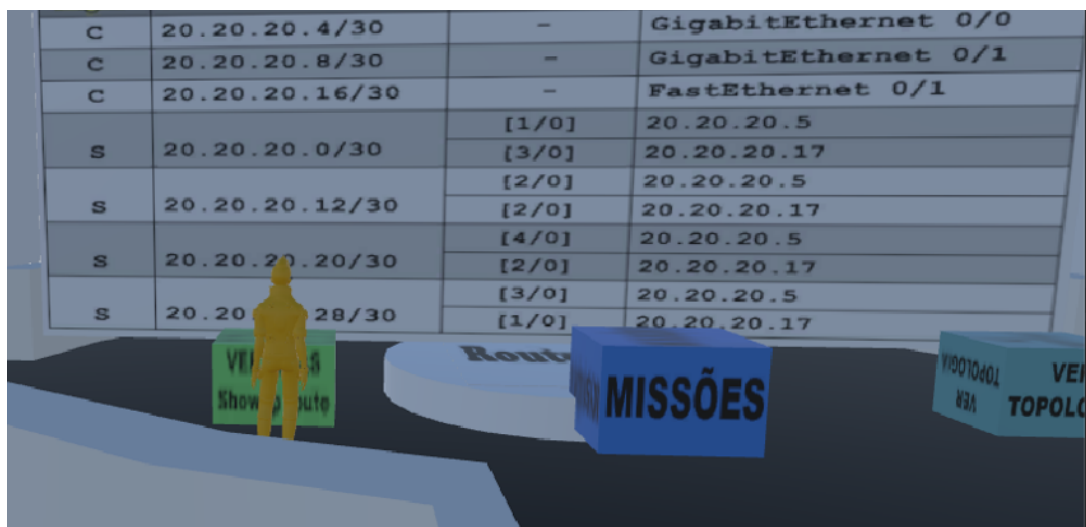 C 20.20.20.4/30 - GigabitEthernet 0/0
C 20.20.20.8/30 - GigabitEthernet 0/1
C 20.20.20.16/30 - FastEthernet 0/1
S 20.20.20.0/30 [1/0] 20.20.20.5
[3/0] 20.20.20.17
S 20.20.20.12/30 [2/0] 20.20.20.5
[2/0] 20.20.20.17
S 20.20.20.20/30 [4/0] 20.20.20.5
[2/0] 20.20.20.17
S 20.20 28/30 [3/0] 20.20.20.5
[1/0] 20.20.20.17
Show
MISSÕES
VER
TOPOLOGIA